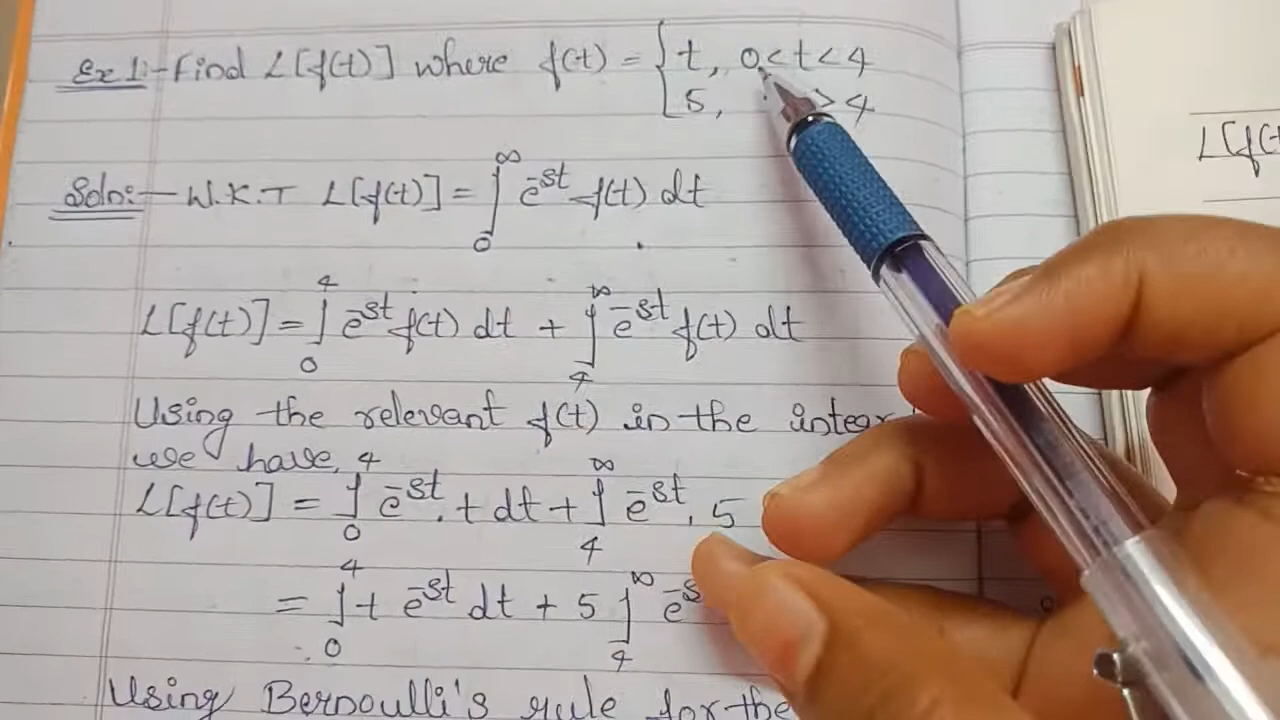 Ex 1:- Find L[f(t)] where f(t) = { t, 0<t<4
5, >4
Soln:- W.K.T L[f(t)] = ∫₀^∞ e^-st f(t) dt
L[f(t)] = ∫₀^4 e^-st f(t) dt + ∫₄^∞ e^-st f(t) dt
Using the relevant f(t) in the
we have,
L[f(t)] = ∫₀^4 e^-st . t dt + ∫₄^∞ e^-st . 5
= ∫₀^4 t e^-st dt + 5 ∫₄^∞ e^-s
Using Bernoulli's rule for the
L[f(t